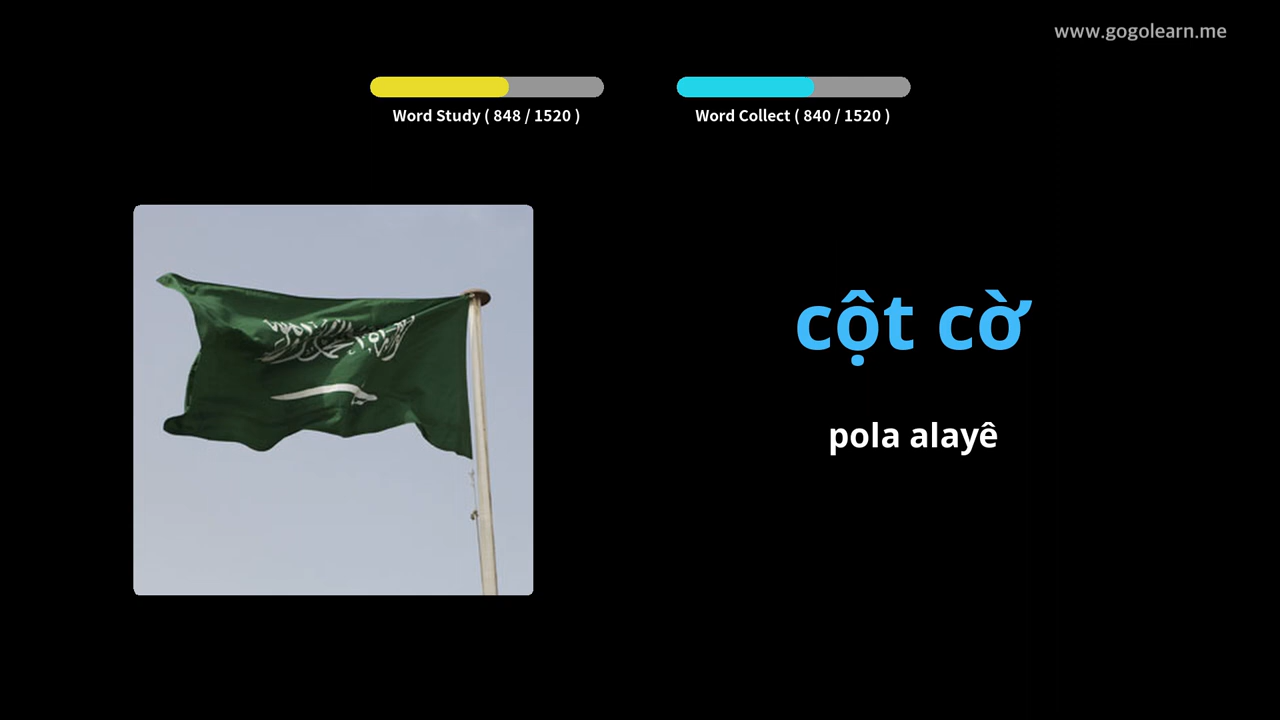 www.gogolearn.me
Word Study ( 848 / 1520 )
Word Collect ( 840 / 1520 )
cột cờ
pola alayê